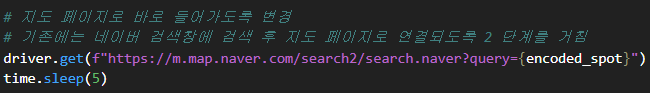 # 지도 페이지로 바로 들어가도록 변경
# 기존에는 네이버 검색창에 검색 후 지도 페이지로 연결되도록 2 단계를 거침
driver.get(f"https://m.map.naver.com/search2/search.naver?query={encoded_spot}")
time.sleep(5)